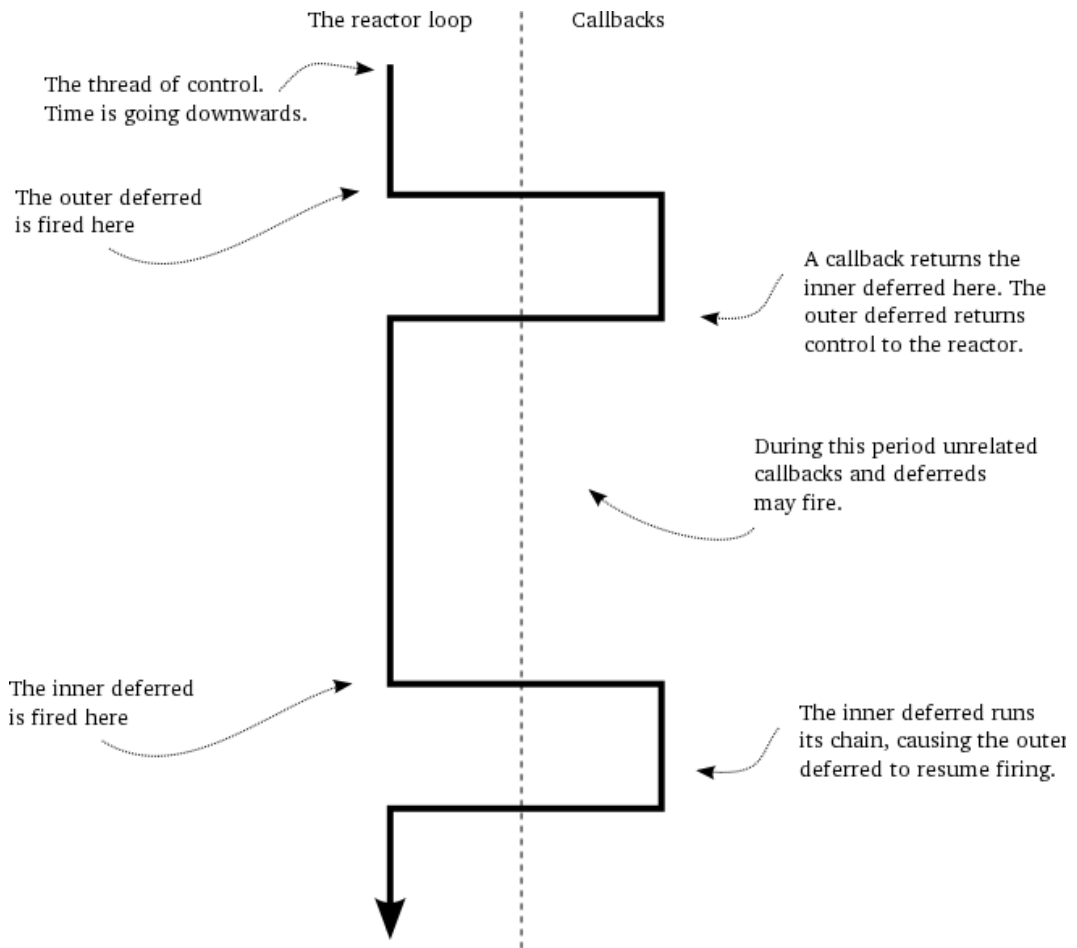 The reactor loop
Callbacks
The thread of control.
Time is going downwards.
The outer deferred
is fired here
A callback returns the
inner deferred here. The
outer deferred returns
control to the reactor.
During this period unrelated
callbacks and deferreds
may fire.
The inner deferred
is fired here
The inner deferred runs
its chain, causing the outer
deferred to resume firing.